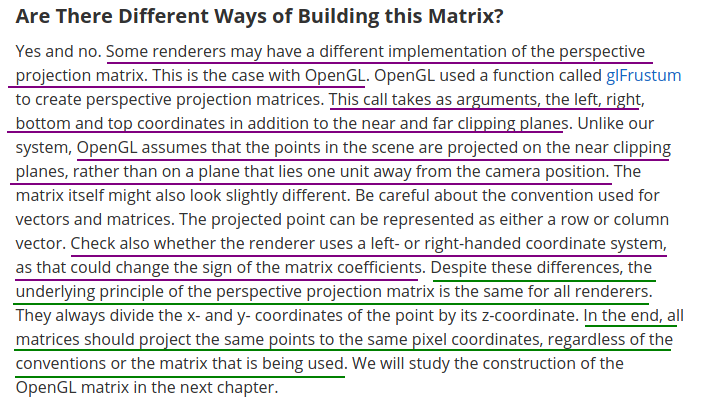 Are There Different Ways of Building this Matrix?
Yes and no. Some renderers may have a different implementation of the perspective
projection matrix. This is the case with OpenGL. OpenGL used a function called glFrustum
to create perspective projection matrices. This call takes as arguments, the left, right,
bottom and top coordinates in addition to the near and far clipping planes. Unlike our
system, OpenGL assumes that the points in the scene are projected on the near clipping
planes, rather than on a plane that lies one unit away from the camera position. The
matrix itself might also look slightly different. Be careful about the convention used for
vectors and matrices. The projected point can be represented as either a row or column
vector. Check also whether the renderer uses a left- or right-handed coordinate system,
as that could change the sign of the matrix coefficients. Despite these differences, the
underlying principle of the perspective projection matrix is the same for all renderers.
They always divide the x- and y- coordinates of the point by its z-coordinate. In the end, all
matrices should project the same points to the same pixel coordinates, regardless of the
conventions or the matrix that is being used. We will study the construction of the
OpenGL matrix in the next chapter.